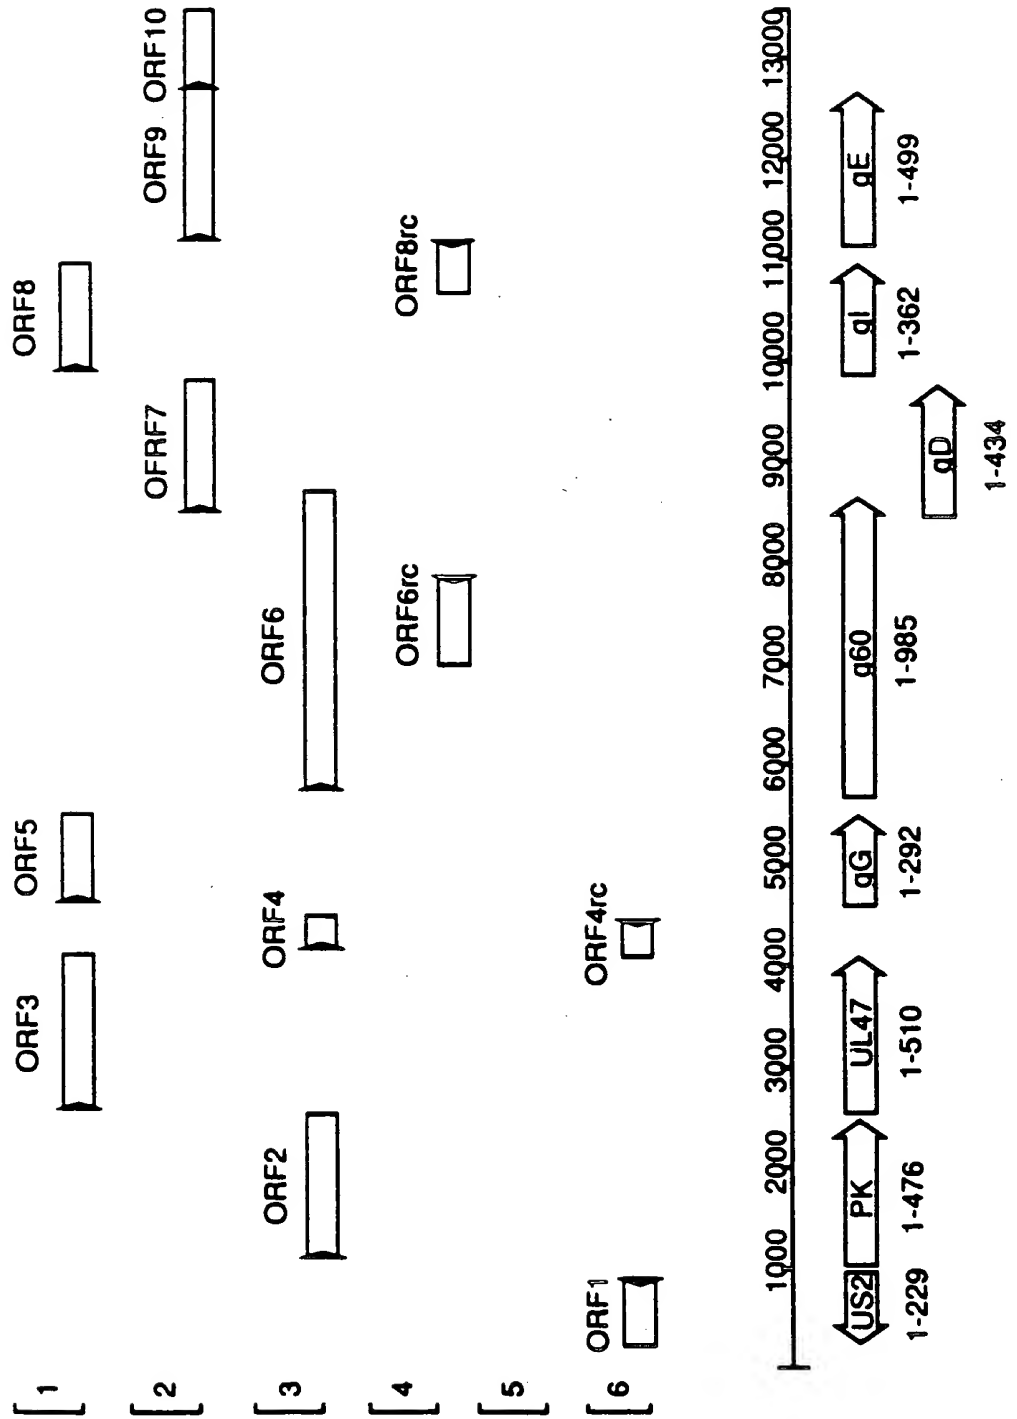 ORF3 ORF5 ORF8
1
OFRF7 ORF9 ORF10
2
ORF2 ORF4 ORF6
3
ORF6rc ORF8rc
4
5
ORF1 ORF4rc
6
1000 2000 3000 4000 5000 6000 7000 8000 9000 10000 11000 12000 13000
US2 PK UL47 gG g60 gI gE
1-229 1-476 1-510 1-292 1-985 1-362 1-499
gD
1-434